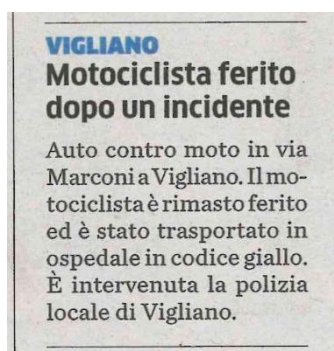 VIGLIANO
Motociclista ferito
dopo un incidente
Auto contro moto in via
Marconi a Vigliano. Il mo-
tociclista è rimasto ferito
ed è stato trasportato in
ospedale in codice giallo.
È intervenuta la polizia
locale di Vigliano.